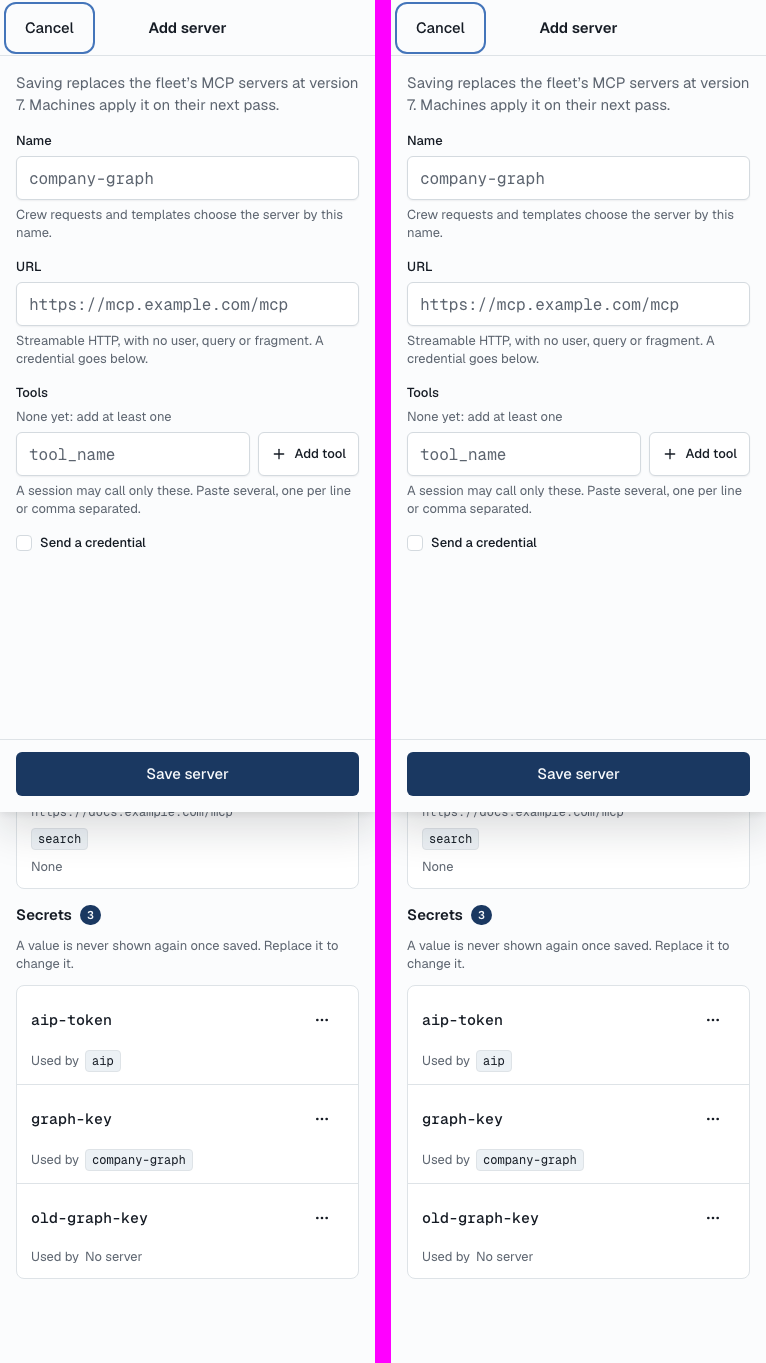 Cancel
Add server
Saving replaces the fleet’s MCP servers at version
7. Machines apply it on their next pass.
Name
company-graph
Crew requests and templates choose the server by this
name.
URL
https://mcp.example.com/mcp
Streamable HTTP, with no user, query or fragment. A
credential goes below.
Tools
None yet: add at least one
tool_name
Add tool
A session may call only these. Paste several, one per line
or comma separated.
Send a credential
Save server
https://docs.example.com/mcp
search
None
Secrets 3
A value is never shown again once saved. Replace it to
change it.
aip-token
Used by aip
graph-key
Used by company-graph
old-graph-key
Used by No server
Cancel
Add server
Saving replaces the fleet’s MCP servers at version
7. Machines apply it on their next pass.
Name
company-graph
Crew requests and templates choose the server by this
name.
URL
https://mcp.example.com/mcp
Streamable HTTP, with no user, query or fragment. A
credential goes below.
Tools
None yet: add at least one
tool_name
Add tool
A session may call only these. Paste several, one per line
or comma separated.
Send a credential
Save server
https://docs.example.com/mcp
search
None
Secrets 3
A value is never shown again once saved. Replace it to
change it.
aip-token
Used by aip
graph-key
Used by company-graph
old-graph-key
Used by No server